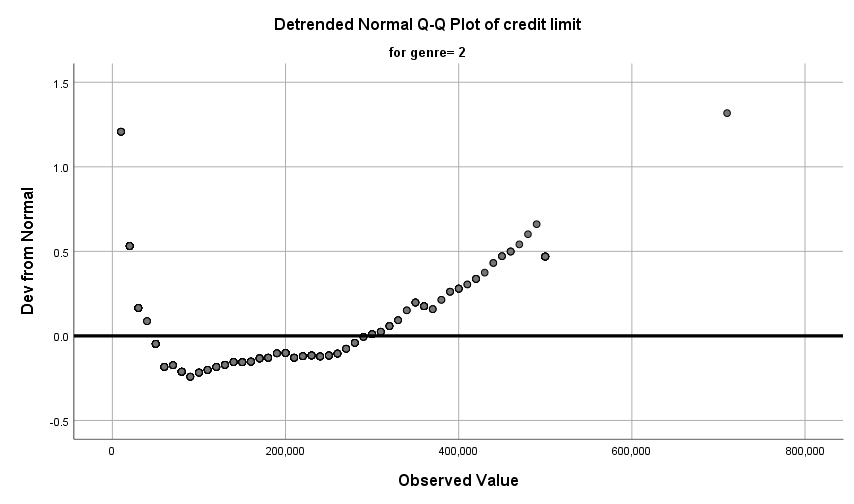 Detrended Normal Q-Q Plot of credit limit
for genre= 2
Dev from Normal
1.5
1.0
0.5
0.0
-0.5
0
200,000
400,000
600,000
800,000
Observed Value